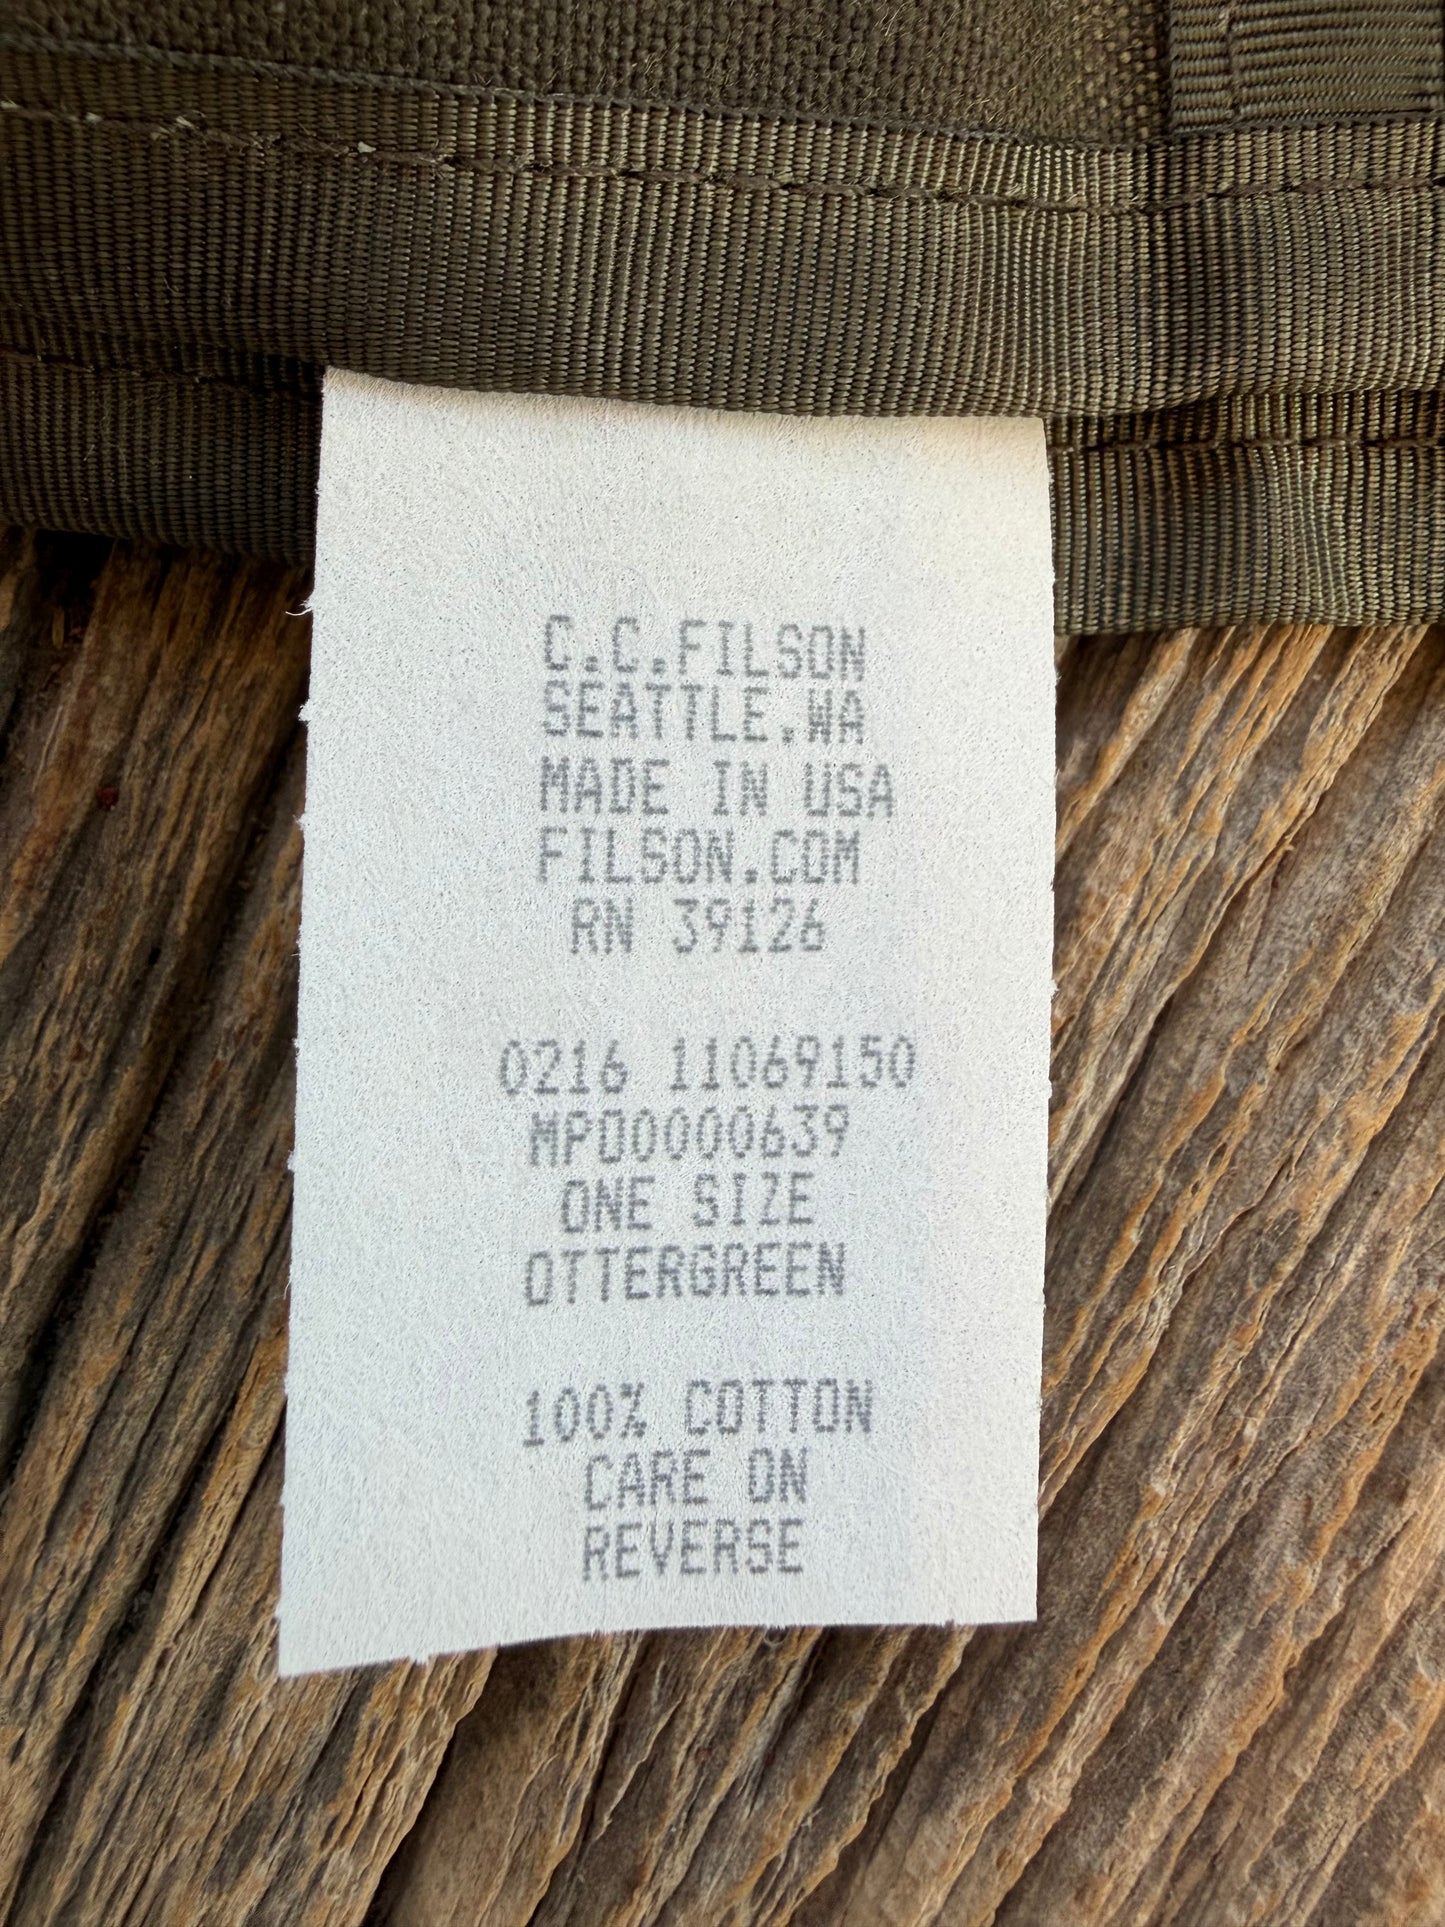 C.C.FILSON
SEATTLE.WA
MADE IN USA
FILSON.COM
RN 39126
0216 11069150
MP00000639
ONE SIZE
OTTERGREEN
100% COTTON
CARE ON
REVERSE